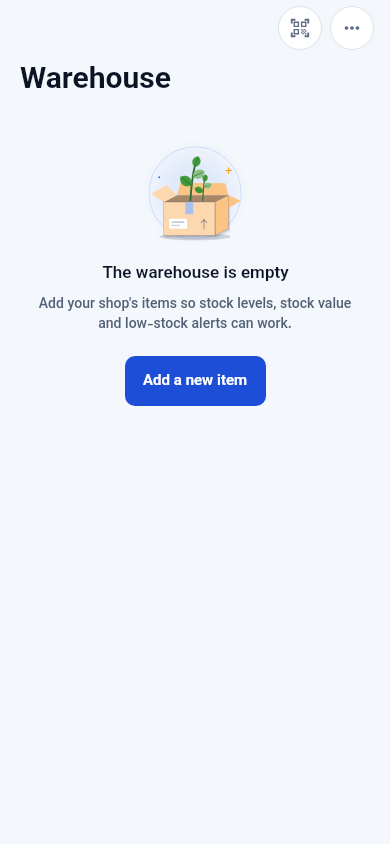 Warehouse
The warehouse is empty
Add your shop's items so stock levels, stock value
and low-stock alerts can work.
Add a new item